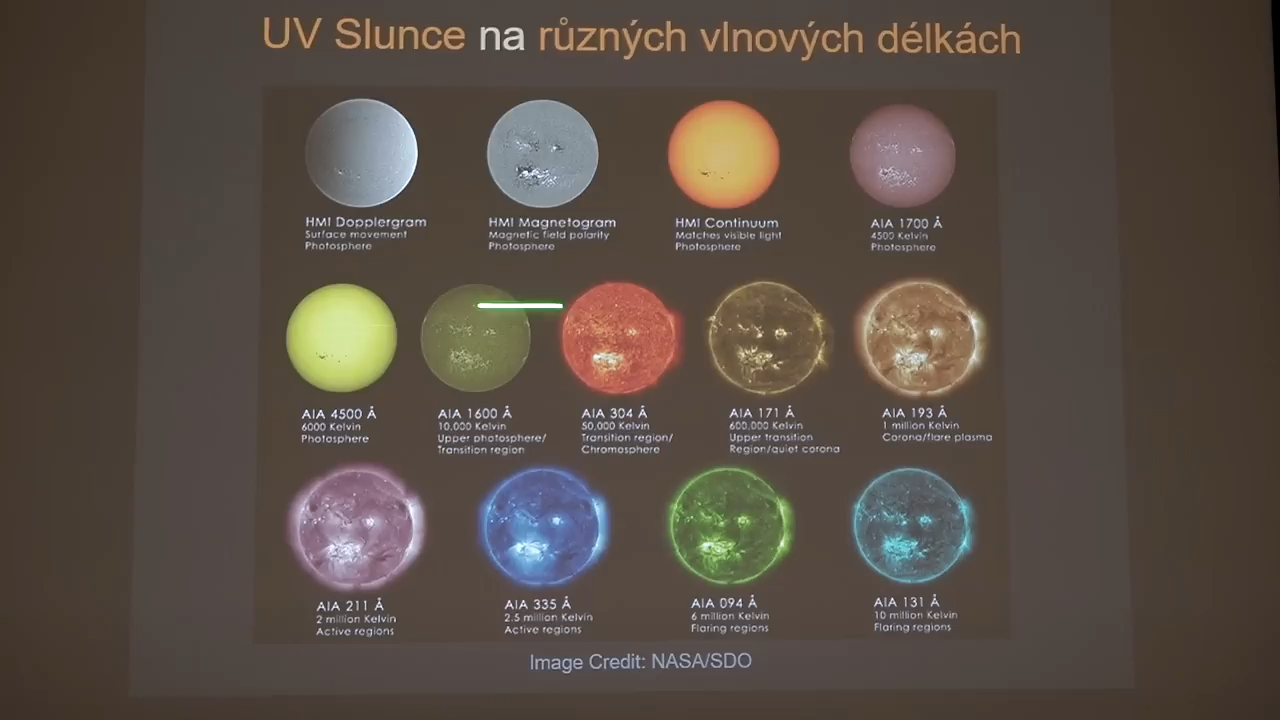 UV Slunce na různých vlnových délkách
HMI Dopplergram
Surface movement
Photosphere
HMI Magnetogram
Magnetic field polarity
Photosphere
HMI Continuum
Matches visible light
Photosphere
AIA 1700 Å
4500 Kelvin
Photosphere
AIA 4500 Å
6000 Kelvin
Photosphere
AIA 1600 Å
10,000 Kelvin
Upper photosphere/
Transition region
AIA 304 Å
50,000 Kelvin
Transition region/
Chromosphere
AIA 171 Å
600,000 Kelvin
Upper transition
Region/quiet corona
AIA 193 Å
1 million Kelvin
Corona/flare plasma
AIA 211 Å
2 million Kelvin
Active regions
AIA 335 Å
2.5 million Kelvin
Active regions
AIA 094 Å
6 million Kelvin
Flaring regions
AIA 131 Å
10 million Kelvin
Flaring regions
Image Credit: NASA/SDO